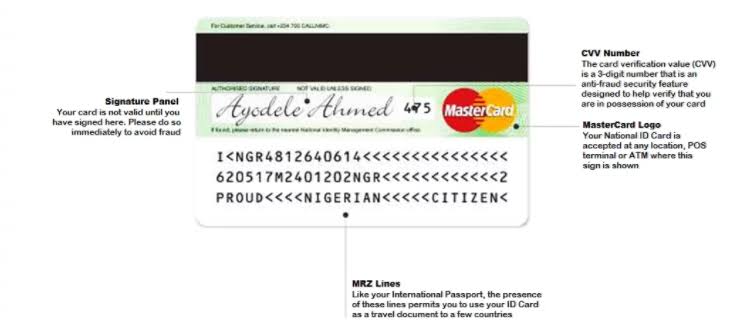 For Customer Service, call +234 700 CALLNIMC.
AUTHORISED SIGNATURE NOT VALID UNLESS SIGNED
Ayodele Ahmed 475
MasterCard
If found, please return to the nearest National Identity Management Commission office.
I<NGR4812640614<<<<<<<<<<<<<<<
620517M2401202NGR<<<<<<<<<<<2
PROUD<<<<NIGERIAN<<<<<CITIZEN<
Signature Panel
Your card is not valid until you
have signed here. Please do so
immediately to avoid fraud
CVV Number
The card verification value (CVV)
is a 3-digit number that is an
anti-fraud security feature
designed to help verify that you
are in possession of your card
MasterCard Logo
Your National ID Card is
accepted at any location, POS
terminal or ATM where this
sign is shown
MRZ Lines
Like your International Passport, the presence
of these lines permits you to use your ID Card
as a travel document to a few countries